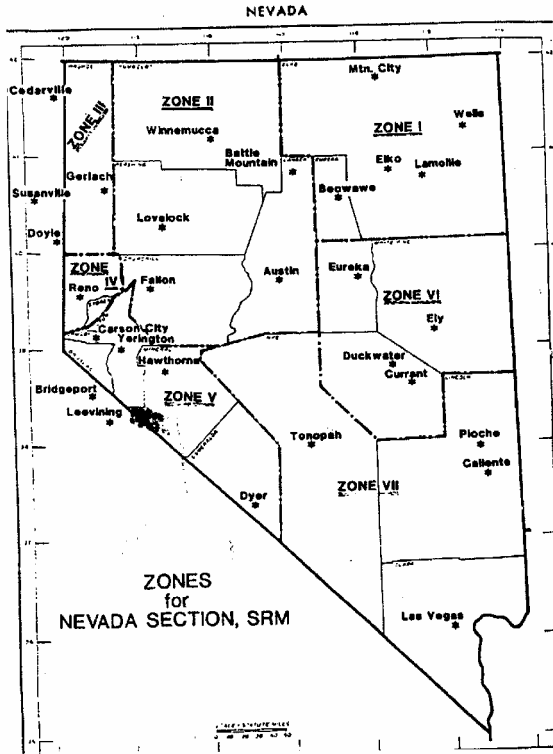 NEVADA
Mtn. City
Cedarville
ZONE III
ZONE II
ZONE I
Wells
Winnemucca
Battle
Mountain
Elko
Lamoille
Gerlach
Beowawe
Susanville
Lovelock
Doyle
ZONE
IV
Reno
Fallon
Austin
Eureka
ZONE VI
Ely
Carson City
Yerington
Hawthorne
Duckwater
Currant
Bridgeport
ZONE V
Leevining
Tonopah
Pioche
Caliente
ZONE VII
Dyer
ZONES
for
NEVADA SECTION, SRM
Las Vegas